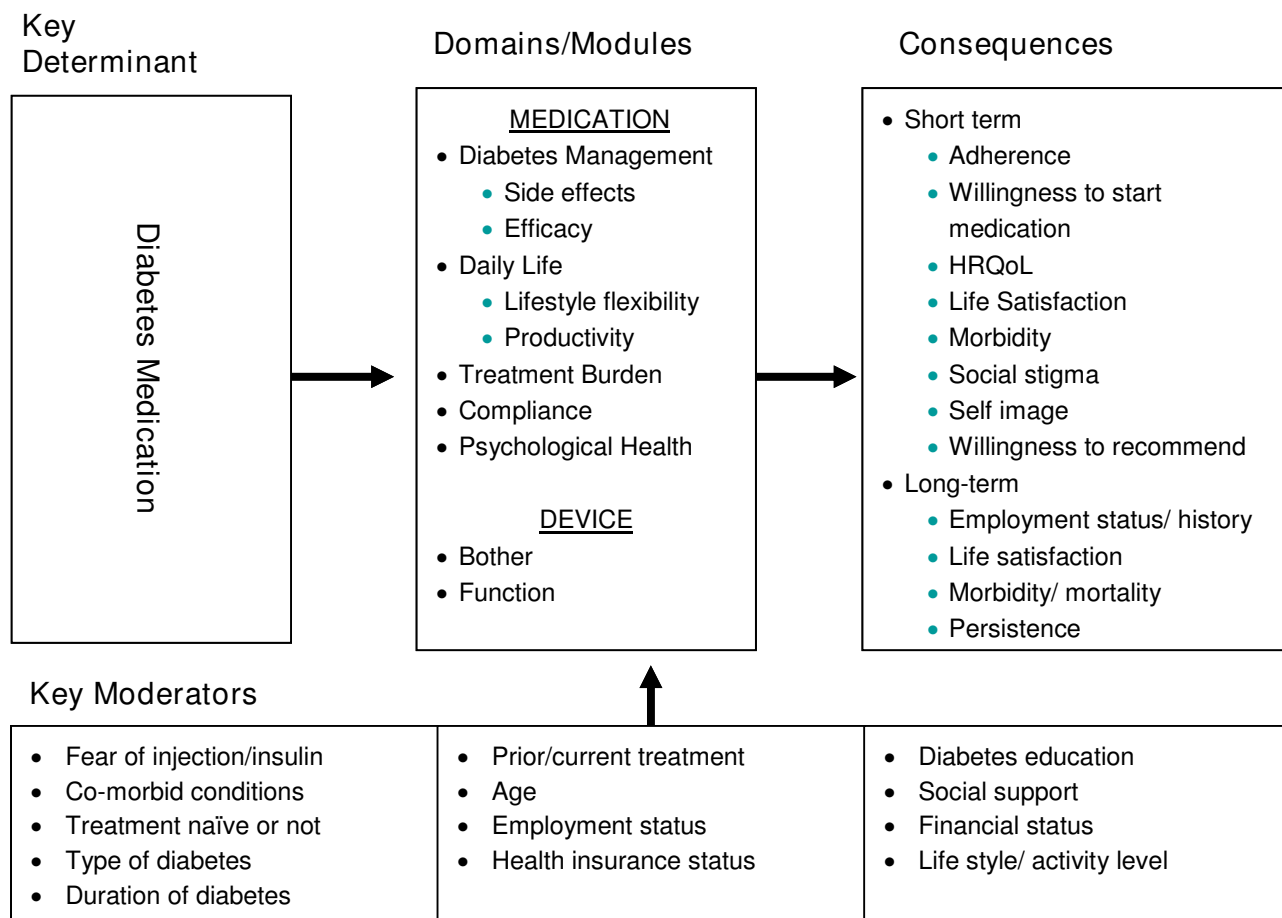 Key
Determinant
Domains/Modules
Consequences
Diabetes Medication
MEDICATION
• Diabetes Management
• Side effects
• Efficacy
• Daily Life
• Lifestyle flexibility
• Productivity
• Treatment Burden
• Compliance
• Psychological Health
DEVICE
• Bother
• Function
• Short term
• Adherence
• Willingness to start
medication
• HRQoL
• Life Satisfaction
• Morbidity
• Social stigma
• Self image
• Willingness to recommend
• Long-term
• Employment status/ history
• Life satisfaction
• Morbidity/ mortality
• Persistence
Key Moderators
• Fear of injection/insulin
• Co-morbid conditions
• Treatment naïve or not
• Type of diabetes
• Duration of diabetes
• Prior/current treatment
• Age
• Employment status
• Health insurance status
• Diabetes education
• Social support
• Financial status
• Life style/ activity level